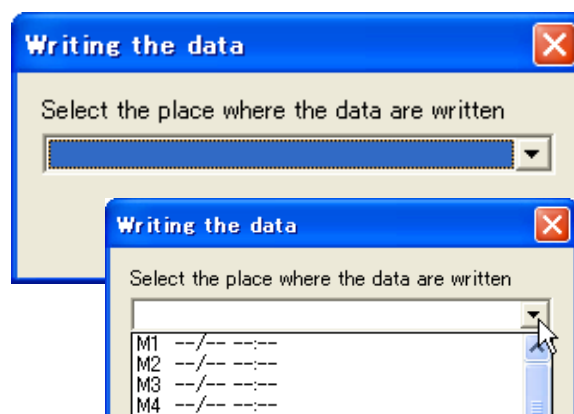 Writing the data
Select the place where the data are written
Writing the data
Select the place where the data are written
M1 --/-- --:--
M2 --/-- --:--
M3 --/-- --:--
M4 --/-- --:--